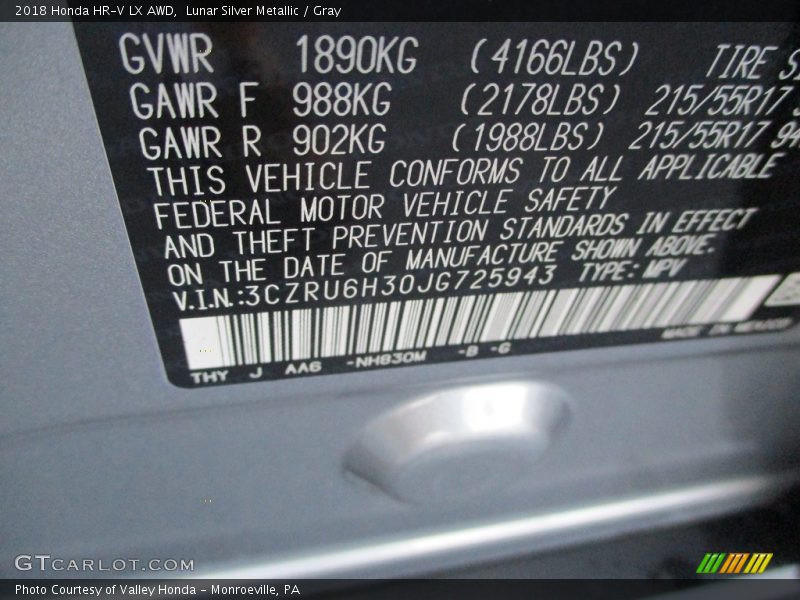 2018 Honda HR-V LX AWD,  Lunar Silver Metallic / Gray
GVWR 1890KG (4166LBS) TIRE
GAWR F 988KG (2178LBS) 215/55R17
GAWR R 902KG (1988LBS) 215/55R17 94
THIS VEHICLE CONFORMS TO ALL APPLICABLE
FEDERAL MOTOR VEHICLE SAFETY
AND THEFT PREVENTION STANDARDS IN EFFECT
ON THE DATE OF MANUFACTURE SHOWN ABOVE.
V.I.N.:3CZRU6H30JG725943 TYPE: MPV
THY J AA6 -NH830M -B -G MADE IN MEXICO
GTCARLOT.COM
Photo Courtesy of Valley Honda - Monroeville, PA